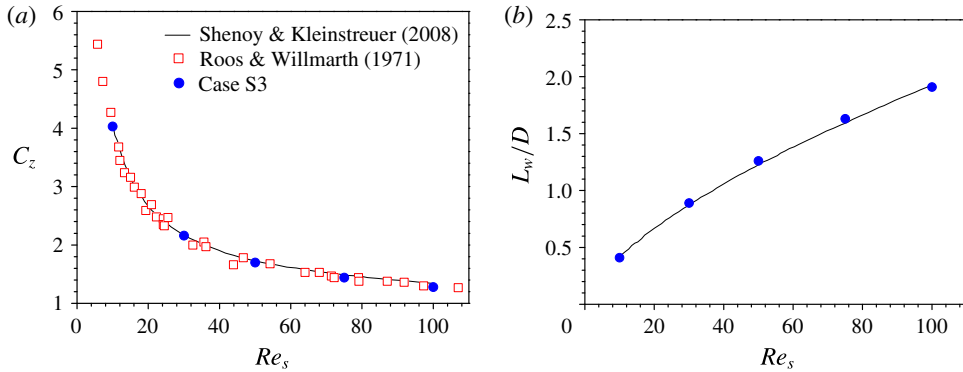 (a)
6
5
4
3
2
1
C_z
Shenoy & Kleinstreuer (2008)
Roos & Willmarth (1971)
Case S3
0 20 40 60 80 100
Re_s
(b)
2.5
2.0
1.5
1.0
0.5
L_w/D
0 20 40 60 80 100
Re_s